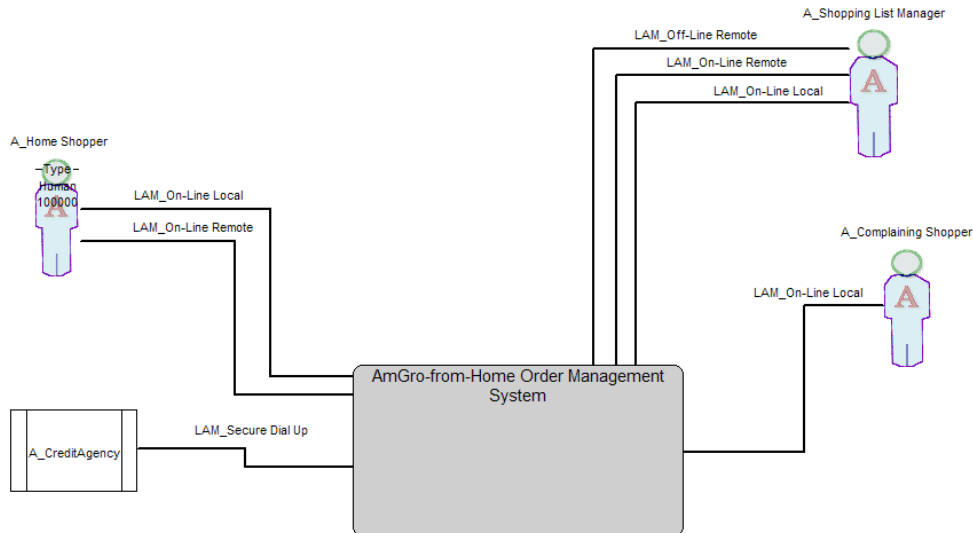 A_Shopping List Manager
LAM_Off-Line Remote
LAM_On-Line Remote
A
LAM_On-Line Local
A_Home Shopper
Type
Human
100000
A
LAM_On-Line Local
LAM_On-Line Remote
A_Complaining Shopper
LAM_On-Line Local
A
AmGro-from-Home Order Management
System
LAM_Secure Dial Up
A_CreditAgency